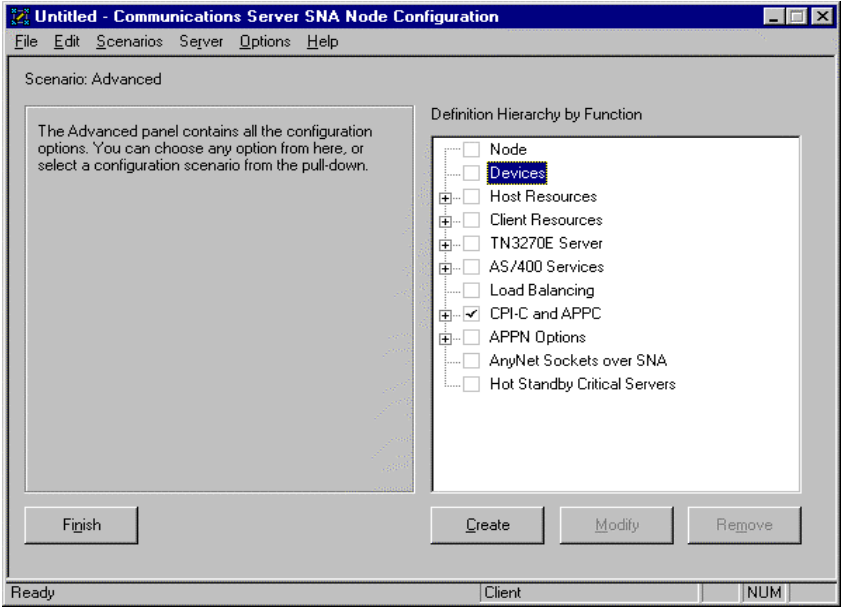 Untitled - Communications Server SNA Node Configuration
File Edit Scenarios Server Options Help
Scenario: Advanced
The Advanced panel contains all the configuration
options. You can choose any option from here, or
select a configuration scenario from the pull-down.
Definition Hierarchy by Function
Node
Devices
Host Resources
Client Resources
TN3270E Server
AS/400 Services
Load Balancing
CPI-C and APPC
APPN Options
AnyNet Sockets over SNA
Hot Standby Critical Servers
Finish
Create Modify Remove
Ready Client NUM